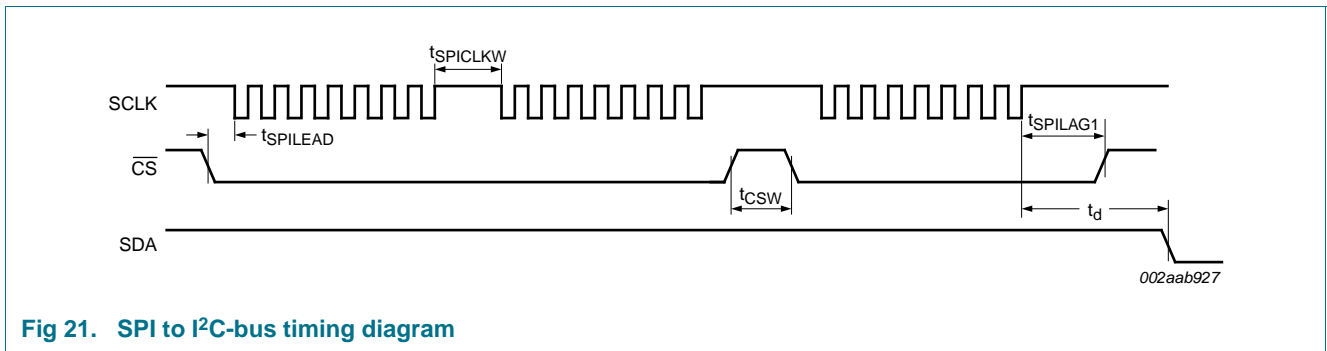 tSPICLKW
SCLK
tSPILEAD
tSPILAG1
CS
tCSW
td
SDA
002aab927
Fig 21. SPI to I2C-bus timing diagram